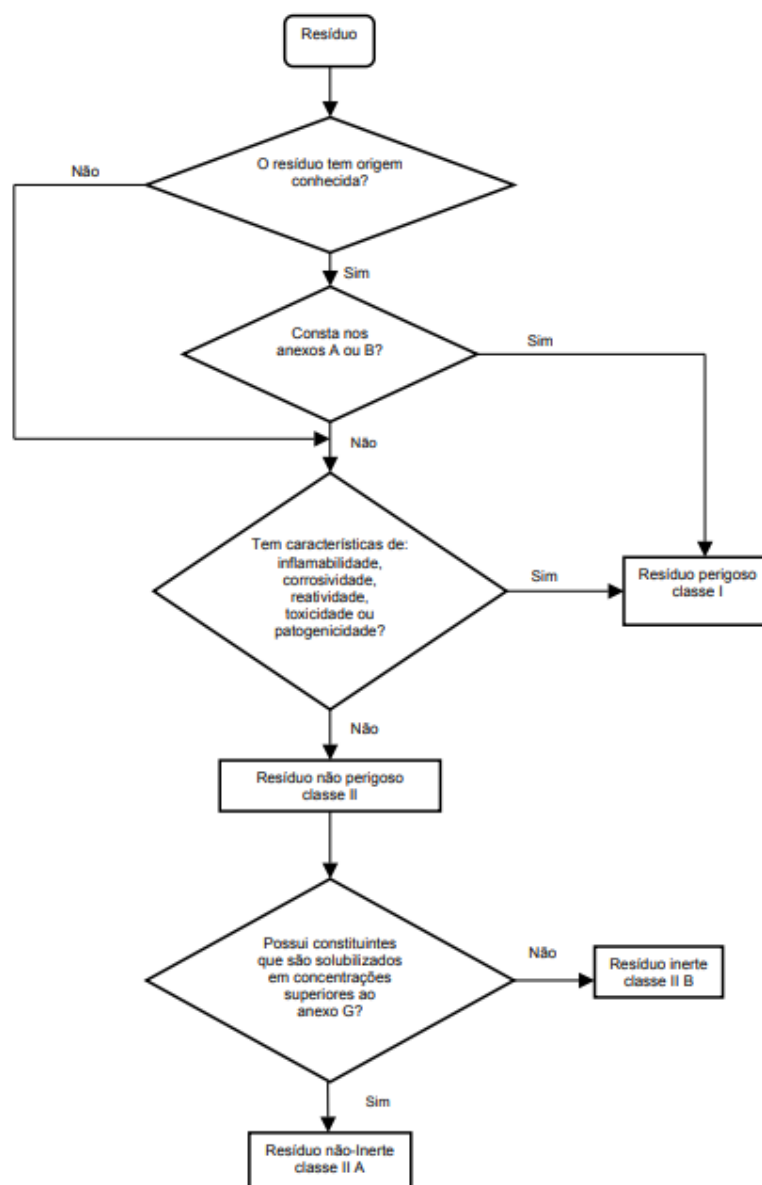 Resíduo
O resíduo tem origem
conhecida?
Não
Sim
Consta nos
anexos A ou B?
Sim
Não
Tem características de:
inflamabilidade,
corrosividade,
reatividade,
toxicidade ou
patogenicidade?
Sim
Resíduo perigoso
classe I
Não
Resíduo não perigoso
classe II
Possui constituintes
que são solubilizados
em concentrações
superiores ao
anexo G?
Não
Resíduo inerte
classe II B
Sim
Resíduo não-Inerte
classe II A